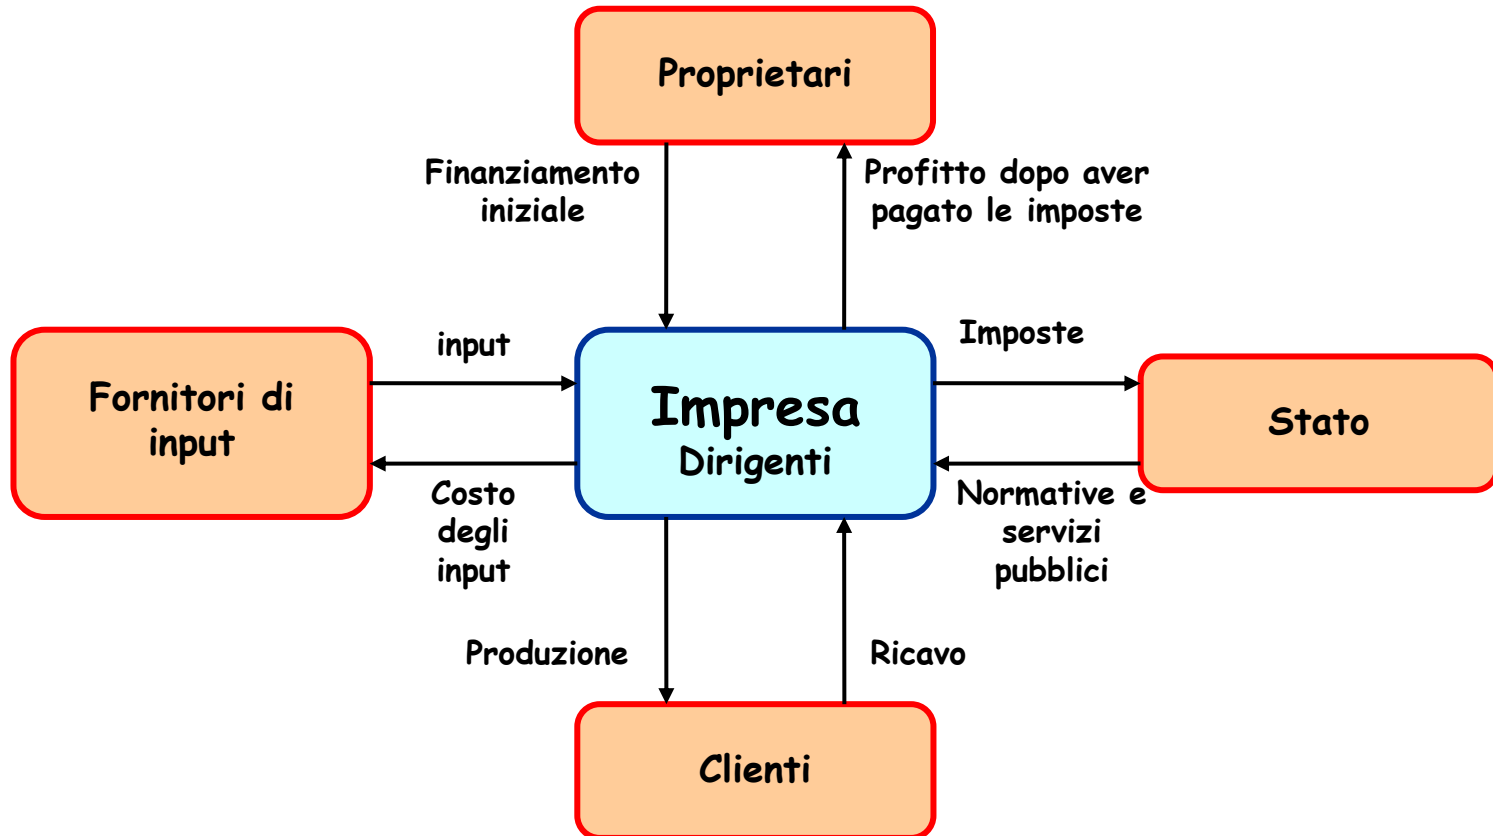 Proprietari
Finanziamento
iniziale
Profitto dopo aver
pagato le imposte
Fornitori di
input
input
Costo
degli
input
Impresa
Dirigenti
Imposte
Normative e
servizi
pubblici
Stato
Produzione
Ricavo
Clienti